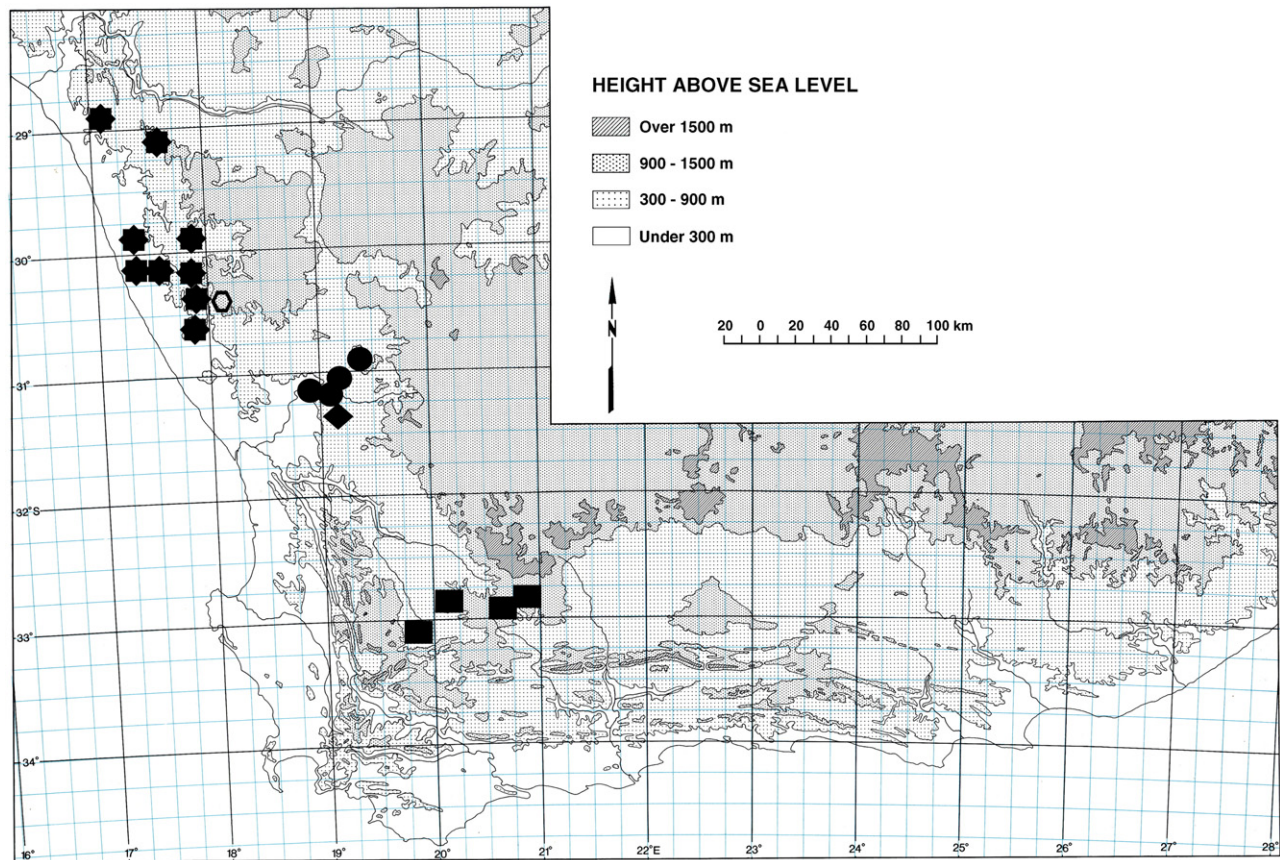 HEIGHT ABOVE SEA LEVEL
Over 1500 m
900 - 1500 m
300 - 900 m
Under 300 m
N
20 0 20 40 60 80 100 km
29°
30°
31°
32°S
33°
34°
16° 17° 18° 19° 20° 21° 22°E 23° 24° 25° 26° 27° 28°